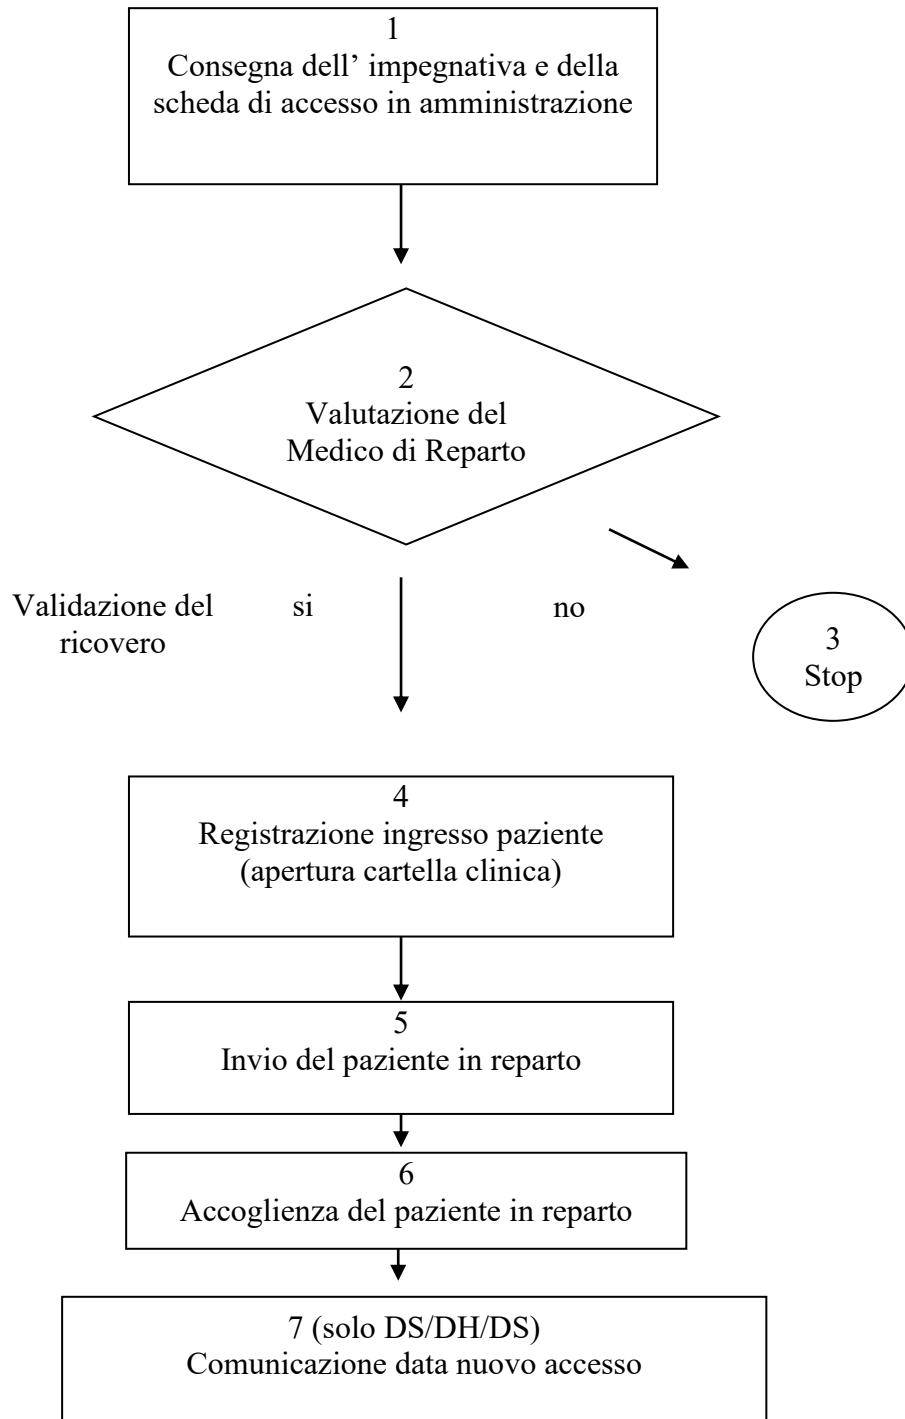 1
Consegna dell’ impegnativa e della
scheda di accesso in amministrazione
2
Valutazione del
Medico di Reparto
Validazione del
ricovero
si
no
3
Stop
4
Registrazione ingresso paziente
(apertura cartella clinica)
5
Invio del paziente in reparto
6
Accoglienza del paziente in reparto
7 (solo DS/DH/DS)
Comunicazione data nuovo accesso